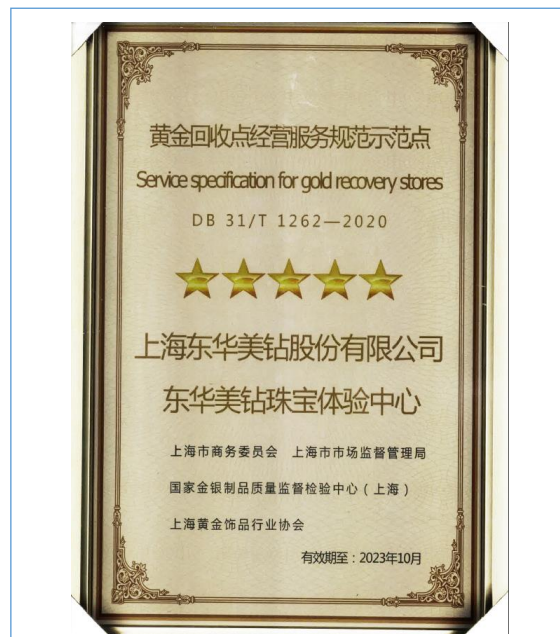 黄金回收点经营服务规范示范点
Service specification for gold recovery stores
DB 31/T 1262—2020
上海东华美钻股份有限公司
东华美钻珠宝体验中心
上海市商务委员会 上海市市场监督管理局
国家金银制品质量监督检验中心（上海）
上海黄金饰品行业协会
有效期至：2023年10月